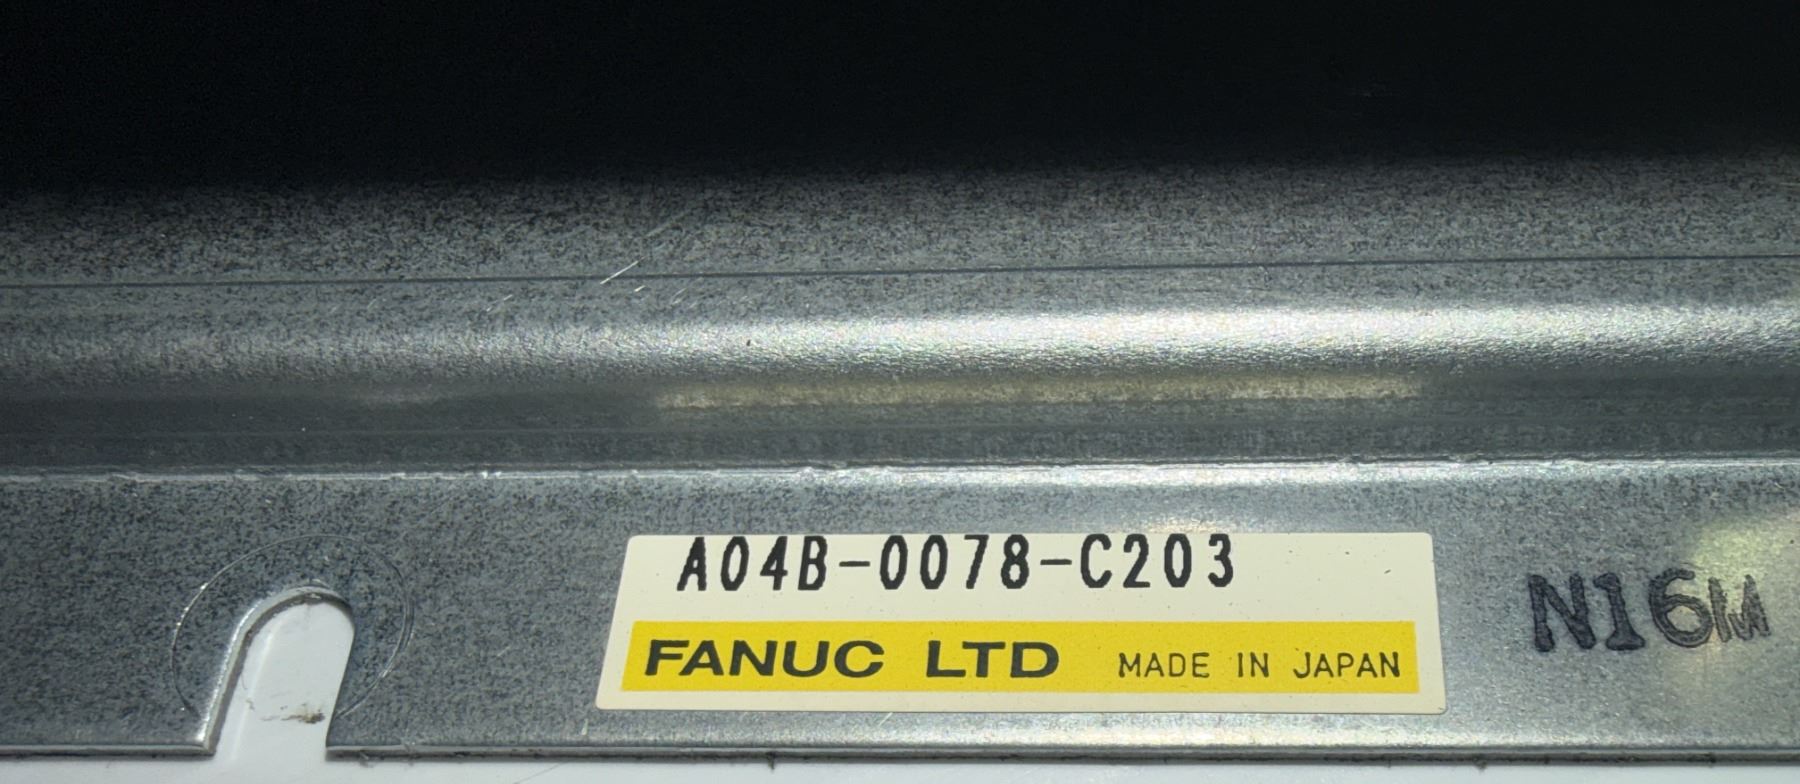 A04B-0078-C203
FANUC LTD MADE IN JAPAN
N16M